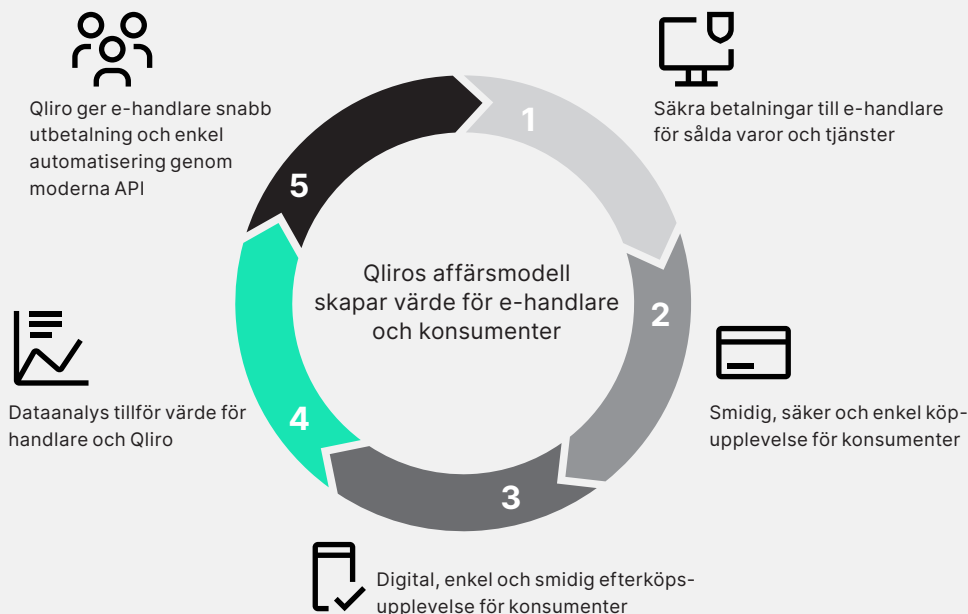 Qliro ger e-handlare snabb
utbetalning och enkel
automatisering genom
moderna API
Säkra betalningar till e-handlare
för sålda varor och tjänster
1
5
Qliros affärsmodell
skapar värde för e-handlare
och konsumenter
2
Dataanalys tillför värde för
handlare och Qliro
4
Smidig, säker och enkel köp-
upplevelse för konsumenter
3
Digital, enkel och smidig efterköps-
upplevelse för konsumenter